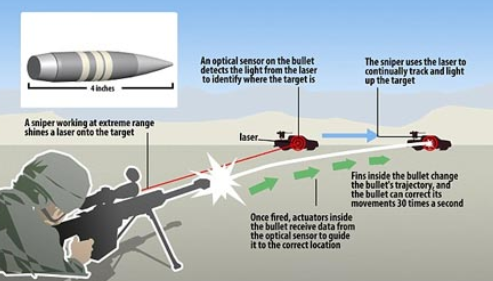 4 inches
An optical sensor on the bullet
detects the light from the laser
to identify where the target is
The sniper uses the laser to
continually track and light
up the target
A sniper working at extreme range
shines a laser onto the target
laser
Fins inside the bullet change
the bullet's trajectory, and
the bullet can correct its
movements 30 times a second
Once fired, actuators inside
the bullet receive data from
the optical sensor to guide
it to the correct location